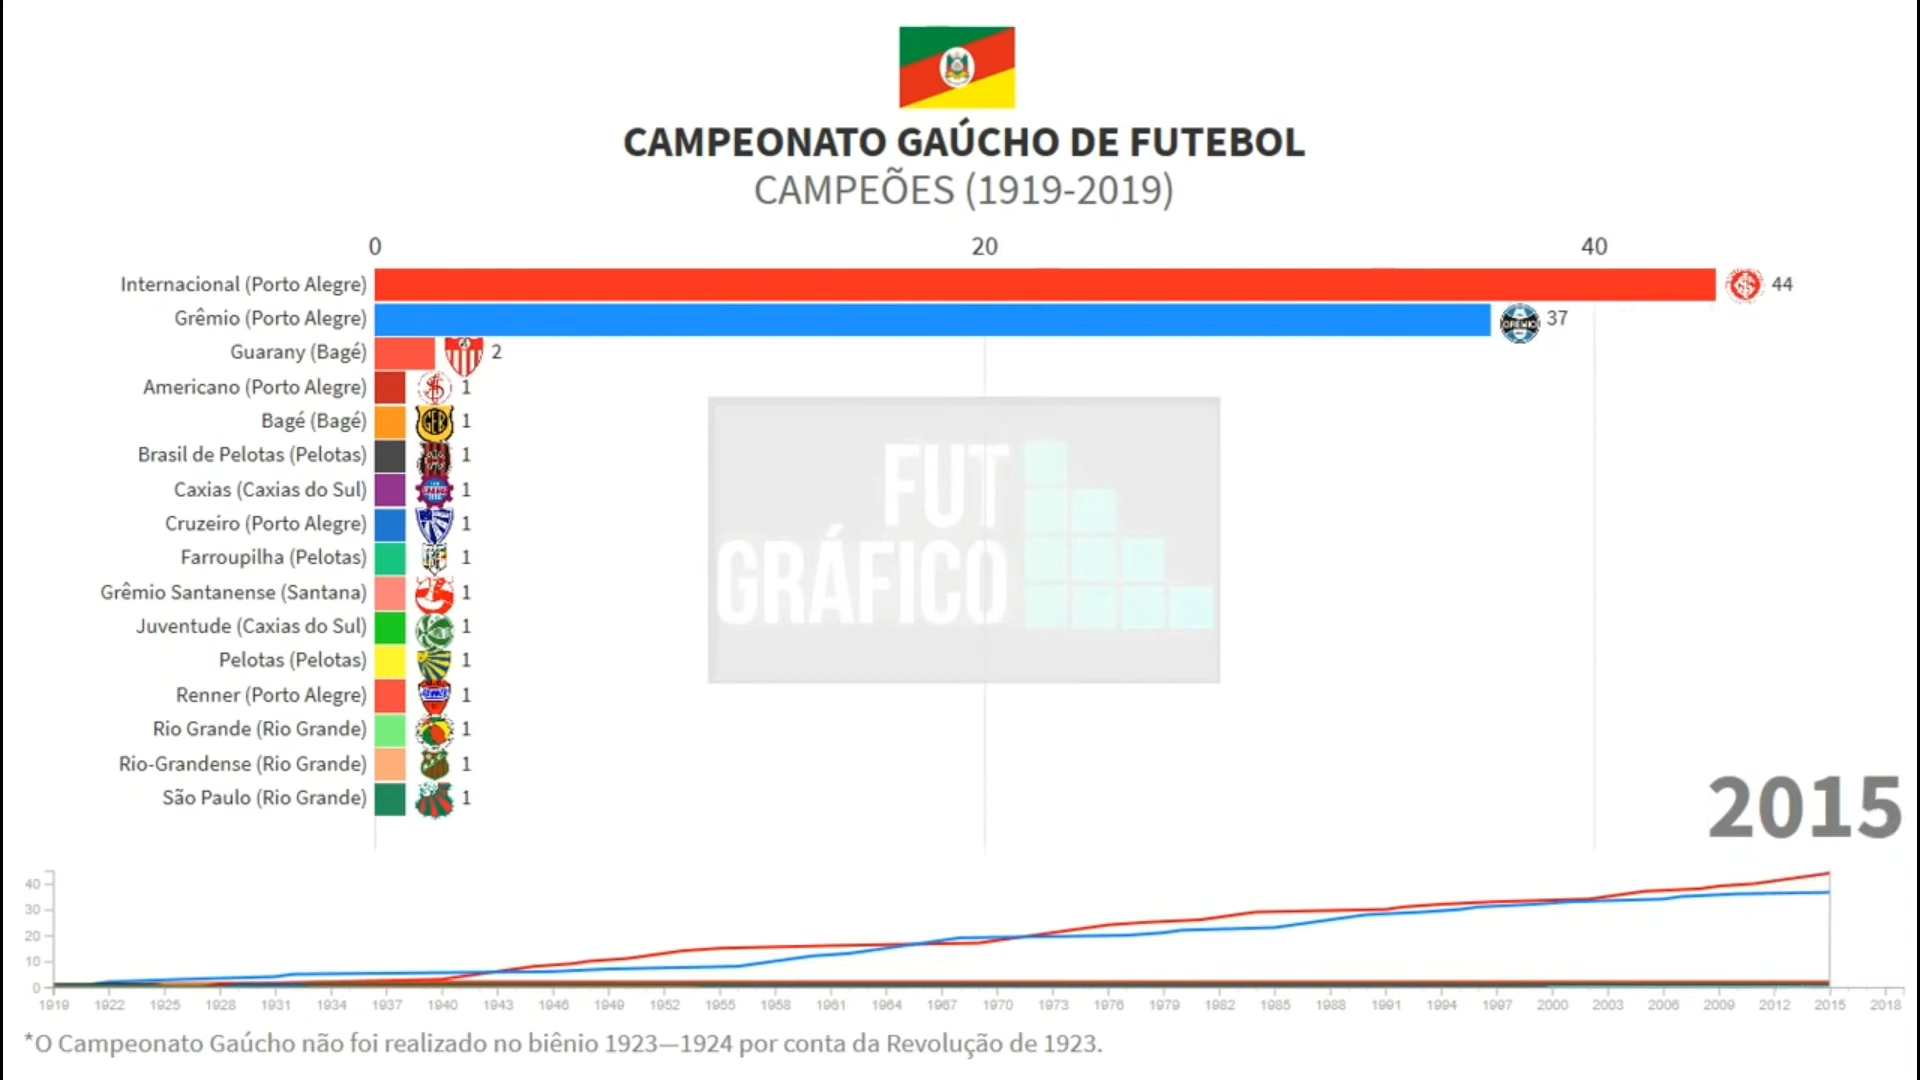 CAMPEONATO GAÚCHO DE FUTEBOL
CAMPEÕES (1919-2019)
0 20 40
Internacional (Porto Alegre) 44
Grêmio (Porto Alegre) GRÊMIO 37
Guarany (Bagé) 2
Americano (Porto Alegre) 1
Bagé (Bagé) GEB 1
Brasil de Pelotas (Pelotas) 1
Caxias (Caxias do Sul) 1
Cruzeiro (Porto Alegre) 1
Farroupilha (Pelotas) 1
Grêmio Santanense (Santana) 1
Juventude (Caxias do Sul) 1
Pelotas (Pelotas) 1
Renner (Porto Alegre) RENNER 1
Rio Grande (Rio Grande) 1
Rio-Grandense (Rio Grande) 1
São Paulo (Rio Grande) 1
FUT
GRÁFICO
2015
40
30
20
10
0
1919 1922 1925 1928 1931 1934 1937 1940 1943 1946 1949 1952 1955 1958 1961 1964 1967 1970 1973 1976 1979 1982 1985 1988 1991 1994 1997 2000 2003 2006 2009 2012 2015 2018
*O Campeonato Gaúcho não foi realizado no biênio 1923—1924 por conta da Revolução de 1923.